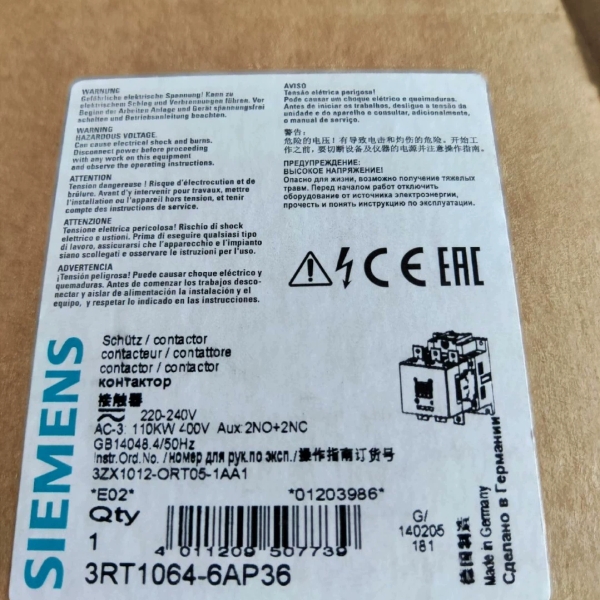 WARNUNG
Gefährliche elektrische Spannung! Kann zu
elektrischem Schlag und Verbrennungen führen. Vor
Beginn der Arbeiten Anlage und Gerät spannungsfrei
schalten und Betriebsanleitung beachten.
WARNING
HAZARDOUS VOLTAGE.
Can cause electrical shock and burns.
Disconnect power before proceeding
with any work on this equipment
and observe the operating instructions.
ATTENTION
Tension dangereuse ! Risque d'électrocution et de
brûlure. Avant d'y intervenir pour travaux, mettre
l'installation ou l'appareil hors tension, et tenir
compte des instructions de service.
ATTENZIONE
Tensione elettrica pericolosa! Rischio di shock
elettrico e ustioni. Prima di eseguire qualsiasi tipo
di lavoro, assicurarsi che l'apparecchio e l'impianto
siano scollegati e osservare le istruzioni di servizio.
ADVERTENCIA
¡Tensión peligrosa! Puede causar choque eléctrico y
quemaduras. Antes de comenzar los trabajos desco-
nectar y aislar de alimentación la instalación y el
equipo, y respetar lo indicado en las instrucciones.
AVISO
Tensão elétrica perigosa!
Pode causar um choque elétrico e queimaduras.
Antes de iniciar os trabalhos, desligue a tensão da
unidade e do aparelho e consultar, adicionalmente,
o manual de serviço.
警告:
危险的电压! 有导致电击和灼伤的危险。开始工
作之前, 要切断设备及仪器的电源并注意操作指南。
ПРЕДУПРЕЖДЕНИЕ:
ВЫСОКОЕ НАПРЯЖЕНИЕ!
Опасно для жизни, возможно получение тяжелых
травм. Перед началом работ отключить
оборудование от источника электроэнергии,
прочесть и понять инструкцию по эксплуатации.
CE EAC
SIEMENS
Schütz / contactor
contacteur / contattore
contactor / contactor
контактор
接触器
220-240V
AC-3: 110KW 400V Aux:2NO+2NC
GB14048.4/50Hz
Instr.Ord.No. /номер для рук.по эксп./操作指南订货号
3ZX1012-0RT05-1AA1
*E02* *01203986*
Qty
1
4 011209 507739
G/
140205
181
3RT1064-6AP36
德国制造
Made in Germany
Сделано в Германии